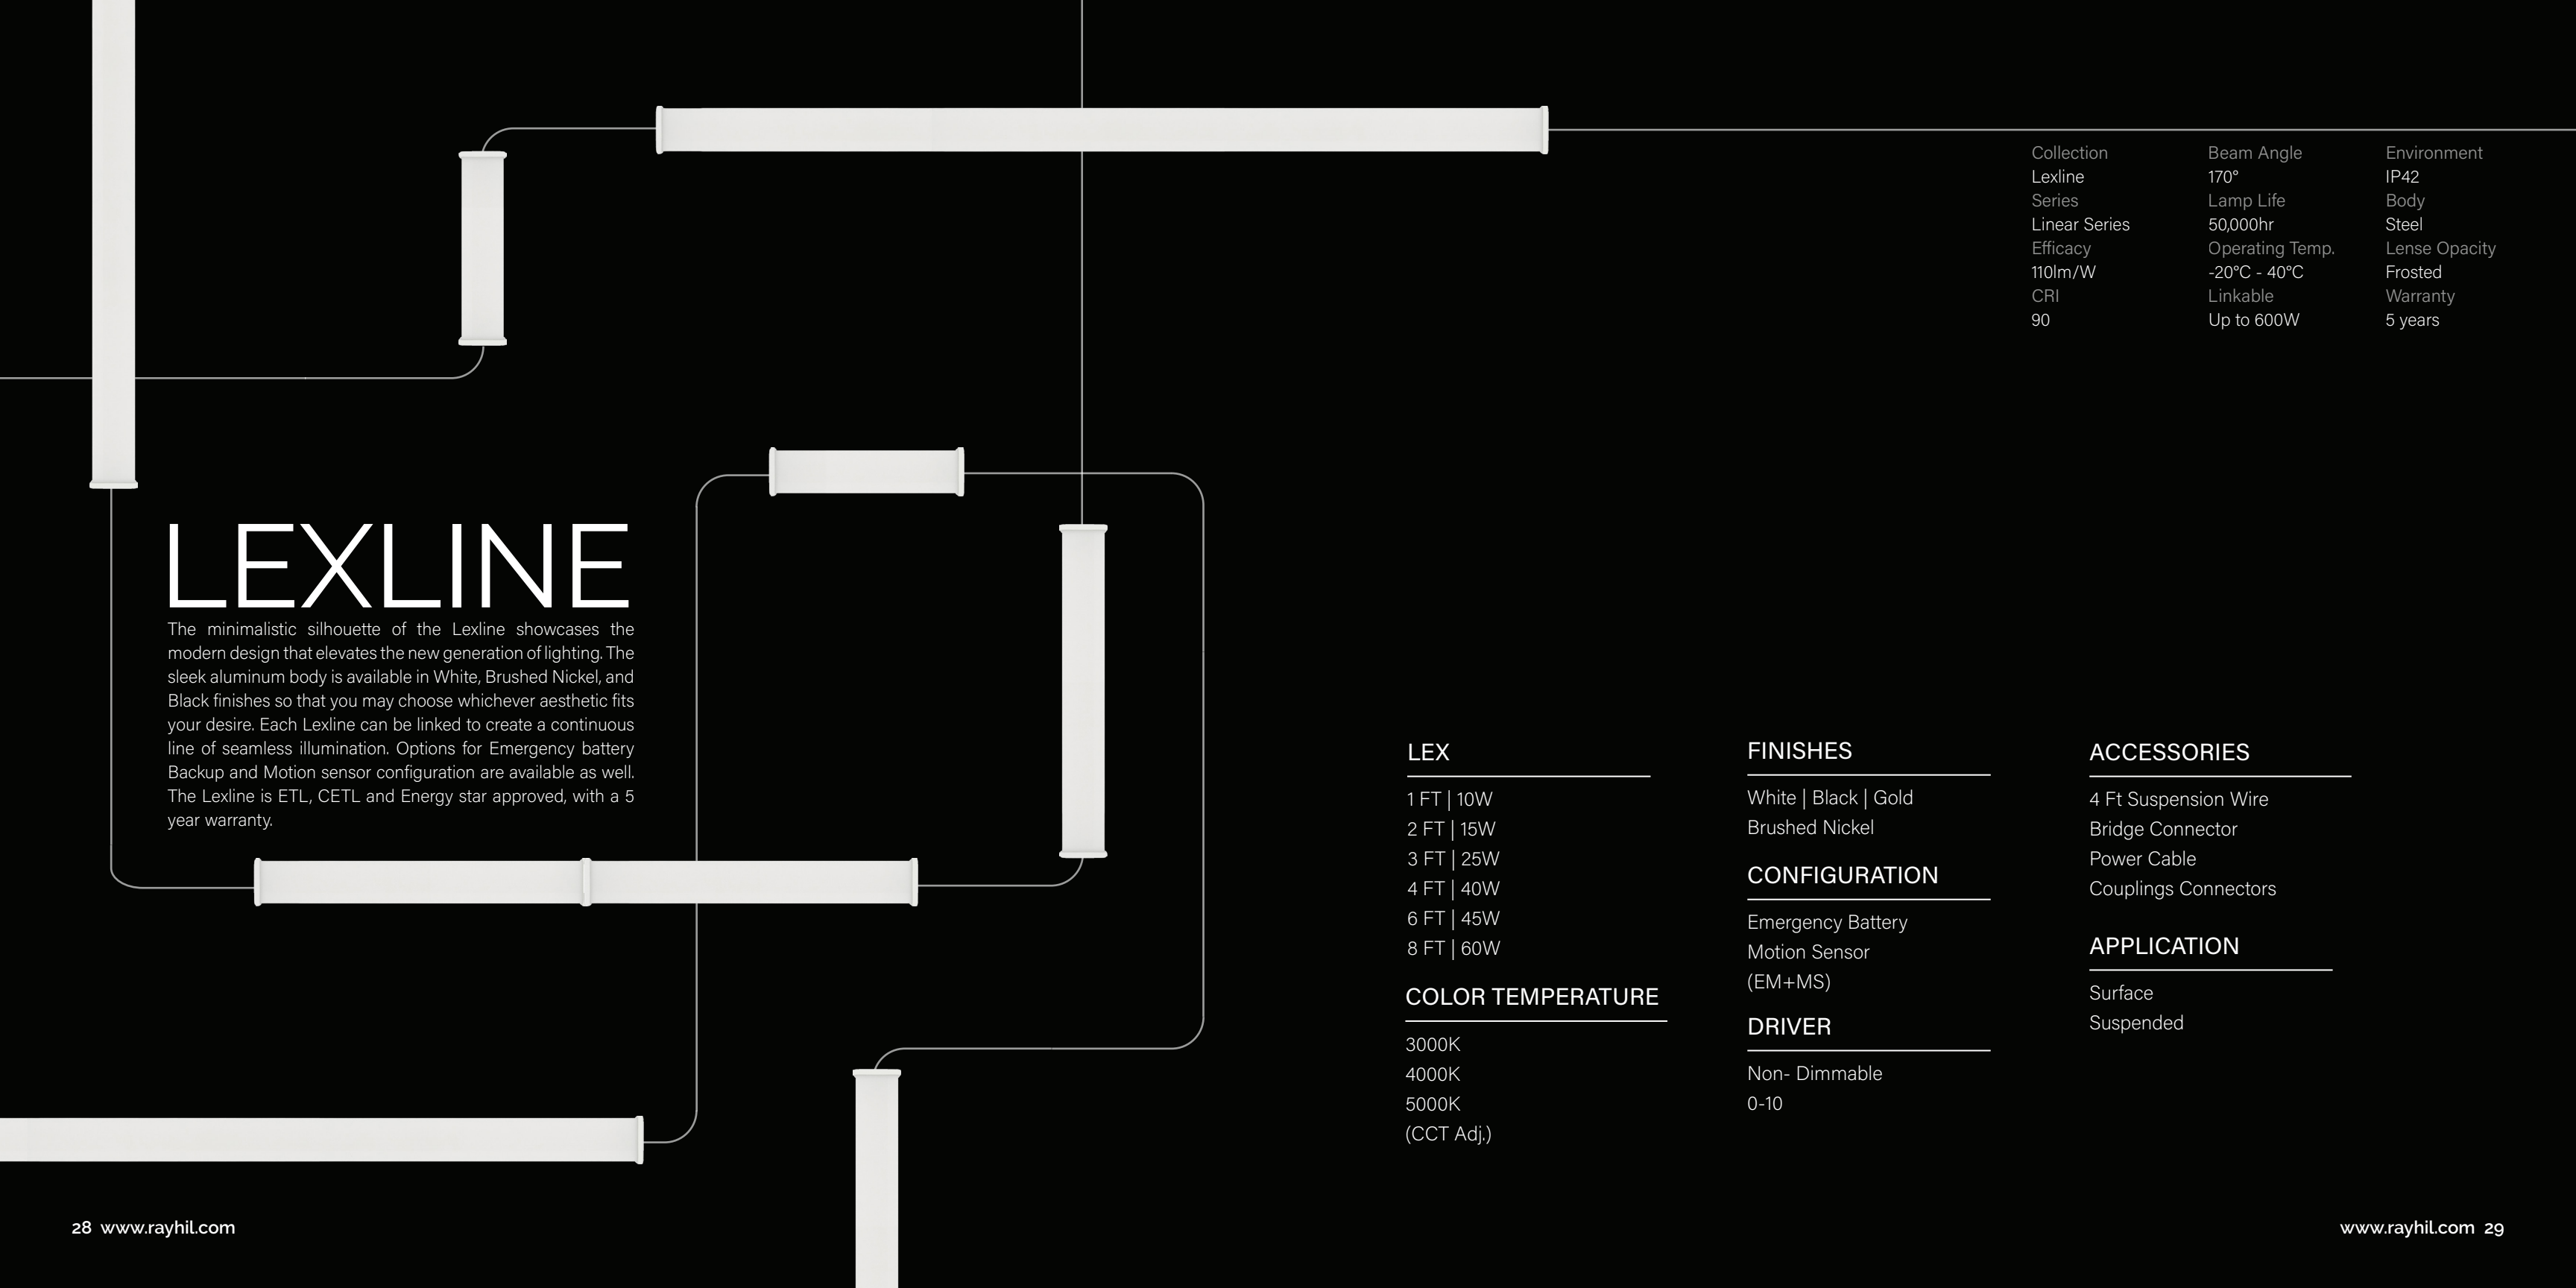 LEXLINE
The minimalistic silhouette of the Lexline showcases the
modern design that elevates the new generation of lighting. The
sleek aluminum body is available in White, Brushed Nickel, and
Black finishes so that you may choose whichever aesthetic fits
your desire. Each Lexline can be linked to create a continuous
line of seamless illumination. Options for Emergency battery
Backup and Motion sensor configuration are available as well.
The Lexline is ETL, CETL and Energy star approved, with a 5
year warranty.
28 www.rayhil.com
Collection
Lexline
Series
Linear Series
Efficacy
110lm/W
CRI
90
Beam Angle
170°
Lamp Life
50,000hr
Operating Temp.
-20°C - 40°C
Linkable
Up to 600W
Environment
IP42
Body
Steel
Lense Opacity
Frosted
Warranty
5 years
LEX
1 FT | 10W
2 FT | 15W
3 FT | 25W
4 FT | 40W
6 FT | 45W
8 FT | 60W
COLOR TEMPERATURE
3000K
4000K
5000K
(CCT Adj.)
FINISHES
White | Black | Gold
Brushed Nickel
CONFIGURATION
Emergency Battery
Motion Sensor
(EM+MS)
DRIVER
Non- Dimmable
0-10
ACCESSORIES
4 Ft Suspension Wire
Bridge Connector
Power Cable
Couplings Connectors
APPLICATION
Surface
Suspended
www.rayhil.com 29